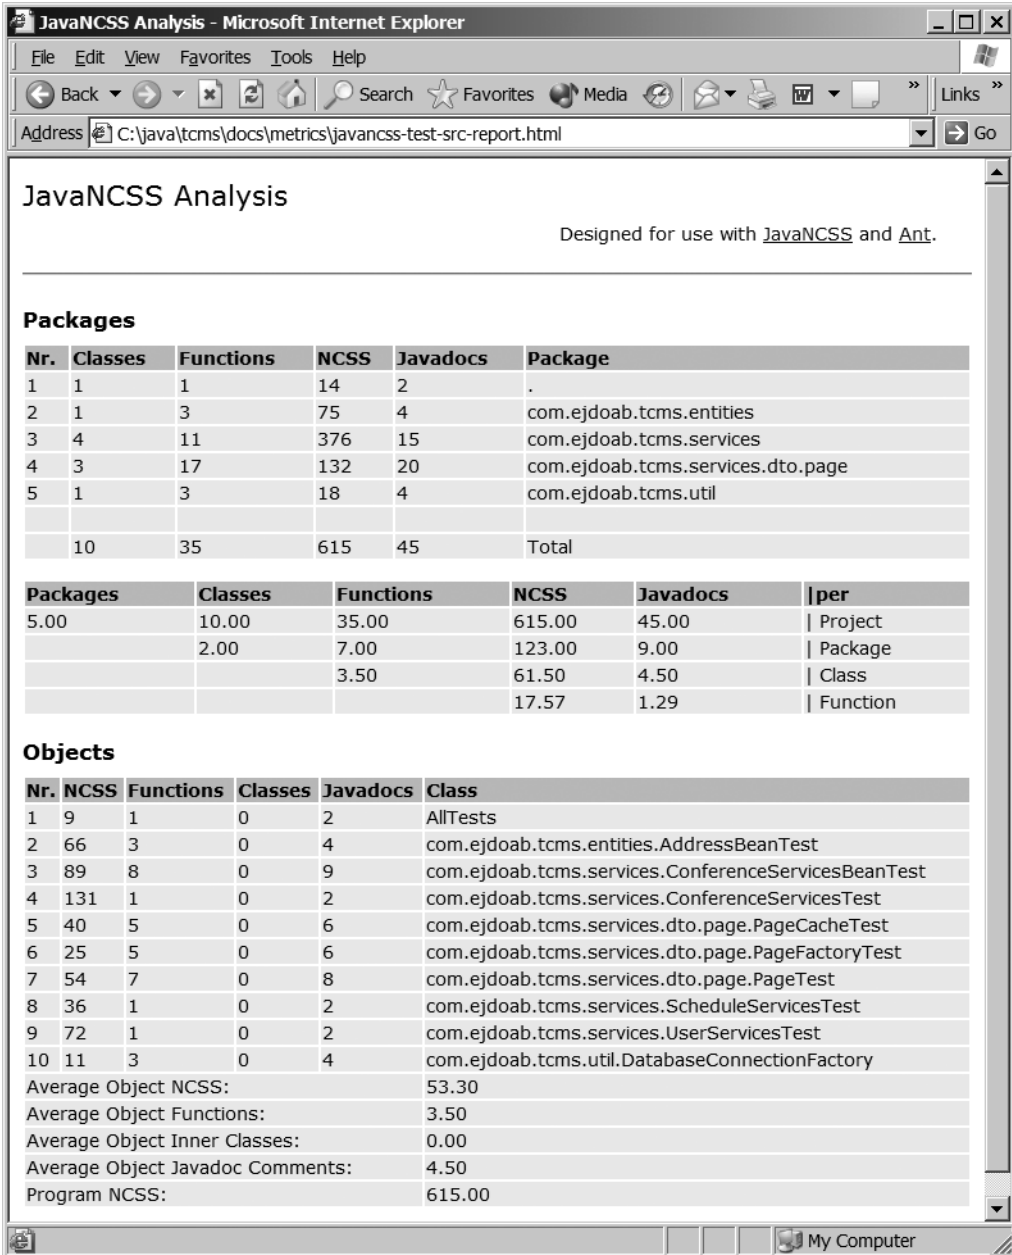 JavaNCSS Analysis - Microsoft Internet Explorer
File Edit View Favorites Tools Help
Back Search Favorites Media » Links »
Address C:\java\tcms\docs\metrics\javancss-test-src-report.html Go
JavaNCSS Analysis
Designed for use with JavaNCSS and Ant.
Packages
Nr. Classes Functions NCSS Javadocs Package
1 1 1 14 2 .
2 1 3 75 4 com.ejdoab.tcms.entities
3 4 11 376 15 com.ejdoab.tcms.services
4 3 17 132 20 com.ejdoab.tcms.services.dto.page
5 1 3 18 4 com.ejdoab.tcms.util
10 35 615 45 Total
Packages Classes Functions NCSS Javadocs |per
5.00 10.00 35.00 615.00 45.00 | Project
2.00 7.00 123.00 9.00 | Package
3.50 61.50 4.50 | Class
17.57 1.29 | Function
Objects
Nr. NCSS Functions Classes Javadocs Class
1 9 1 0 2 AllTests
2 66 3 0 4 com.ejdoab.tcms.entities.AddressBeanTest
3 89 8 0 9 com.ejdoab.tcms.services.ConferenceServicesBeanTest
4 131 1 0 2 com.ejdoab.tcms.services.ConferenceServicesTest
5 40 5 0 6 com.ejdoab.tcms.services.dto.page.PageCacheTest
6 25 5 0 6 com.ejdoab.tcms.services.dto.page.PageFactoryTest
7 54 7 0 8 com.ejdoab.tcms.services.dto.page.PageTest
8 36 1 0 2 com.ejdoab.tcms.services.ScheduleServicesTest
9 72 1 0 2 com.ejdoab.tcms.services.UserServicesTest
10 11 3 0 4 com.ejdoab.tcms.util.DatabaseConnectionFactory
Average Object NCSS: 53.30
Average Object Functions: 3.50
Average Object Inner Classes: 0.00
Average Object Javadoc Comments: 4.50
Program NCSS: 615.00
My Computer